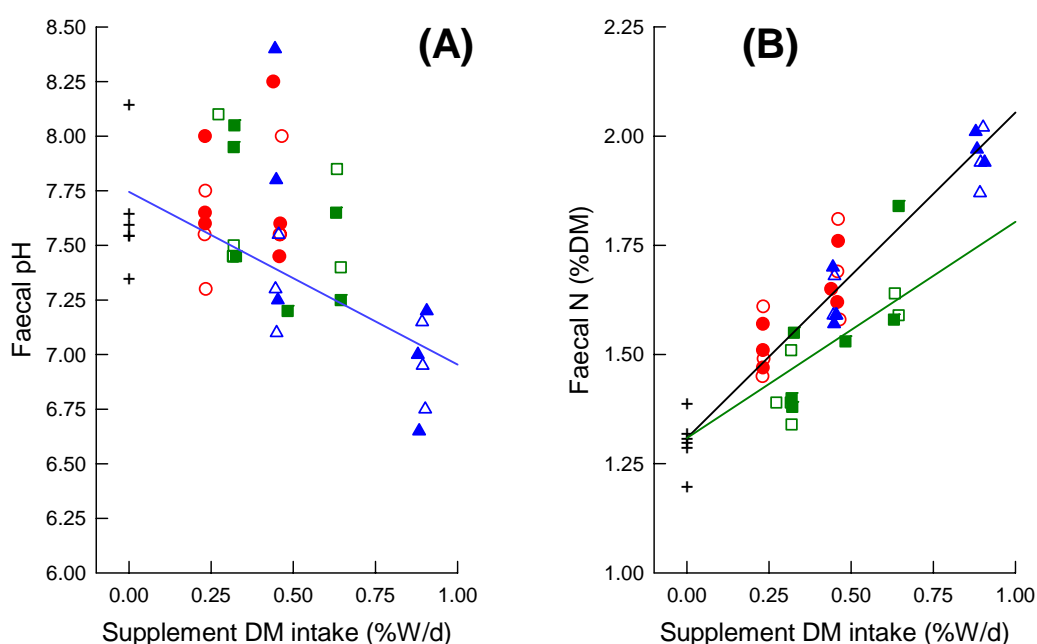 (A)
Faecal pH
8.50
8.25
8.00
7.75
7.50
7.25
7.00
6.75
6.50
6.25
6.00
0.00 0.25 0.50 0.75 1.00
Supplement DM intake (%W/d)
(B)
Faecal N (%DM)
2.25
2.00
1.75
1.50
1.25
1.00
0.00 0.25 0.50 0.75 1.00
Supplement DM intake (%W/d)